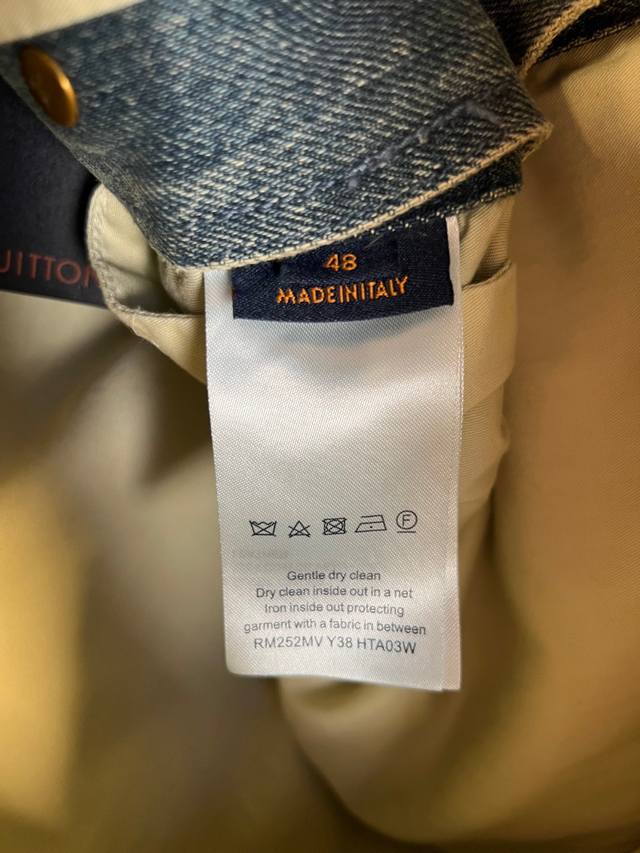 UITTON
48
MADEINITALY
F
Gentle dry clean
Dry clean inside out in a net
Iron inside out protecting
garment with a fabric in between
RM252MV Y38 HTA03W